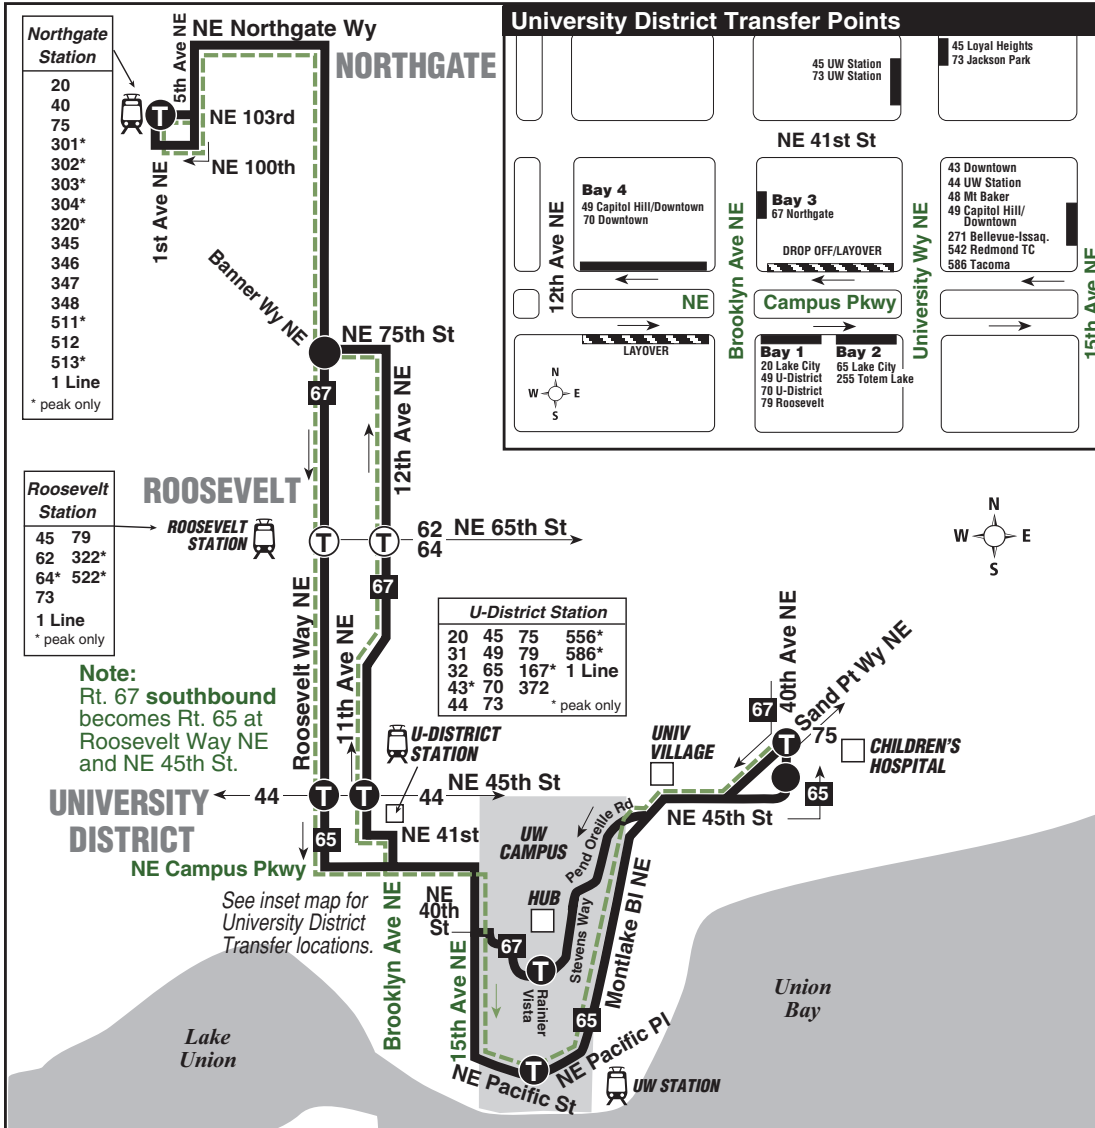 Northgate
Station
20
40
75
301*
302*
303*
304*
320*
345
346
347
348
511*
512
513*
1 Line
* peak only
NE Northgate Wy
NORTHGATE
5th Ave NE
T
NE 103rd
NE 100th
1st Ave NE
Banner Wy NE
NE 75th St
67
12th Ave NE
ROOSEVELT
Roosevelt
Station
45 79
62 322*
64* 522*
73
1 Line
* peak only
ROOSEVELT
STATION
T
T
62
64
NE 65th St
67
Roosevelt Way NE
11th Ave NE
Note:
Rt. 67 southbound
becomes Rt. 65 at
Roosevelt Way NE
and NE 45th St.
U-District Station
20 45 75 556*
31 49 79 586*
32 65 167* 1 Line
43* 70 372
44 73 * peak only
U-DISTRICT
STATION
UNIVERSITY
DISTRICT
44
T
T
44
NE 45th St
65
NE 41st
NE Campus Pkwy
See inset map for
University District
Transfer locations.
Brooklyn Ave NE
NE
40th
St
15th Ave NE
UW
CAMPUS
HUB
67
T
Rainier
Vista
Stevens Way
Pend Oreille Rd
Montlake Bl NE
65
T
NE Pacific St
NE Pacific Pl
UW STATION
UNIV
VILLAGE
NE 45th St
67
40th Ave NE
Sand Pt Wy NE
T
75
65
CHILDREN'S
HOSPITAL
N
W E
S
Lake
Union
Union
Bay
University District Transfer Points
45 UW Station
73 UW Station
45 Loyal Heights
73 Jackson Park
NE 41st St
12th Ave NE
Bay 4
49 Capitol Hill/Downtown
70 Downtown
Brooklyn Ave NE
Bay 3
67 Northgate
DROP OFF/LAYOVER
University Wy NE
43 Downtown
44 UW Station
48 Mt Baker
49 Capitol Hill/
Downtown
271 Bellevue-Issaq.
542 Redmond TC
586 Tacoma
15th Ave NE
NE Campus Pkwy
LAYOVER
N
W E
S
Bay 1
20 Lake City
49 U-District
70 U-District
79 Roosevelt
Bay 2
65 Lake City
255 Totem Lake